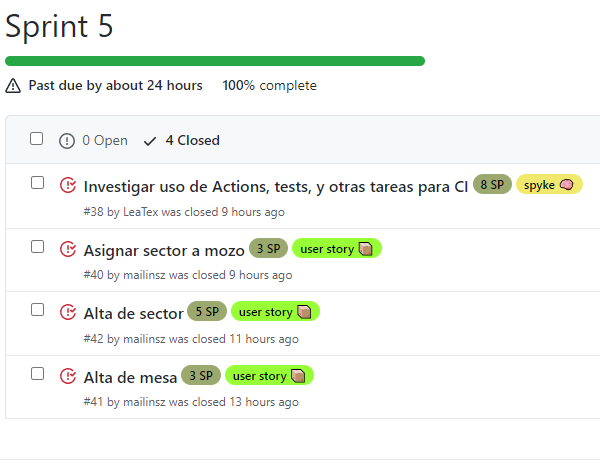 Sprint 5
Past due by about 24 hours 100% complete
0 Open 4 Closed
Investigar uso de Actions, tests, y otras tareas para CI 8 SP spyke 🧠
#38 by LeaTex was closed 9 hours ago
Asignar sector a mozo 3 SP user story
#40 by mailinsz was closed 9 hours ago
Alta de sector 5 SP user story
#42 by mailinsz was closed 11 hours ago
Alta de mesa 3 SP user story
#41 by mailinsz was closed 13 hours ago